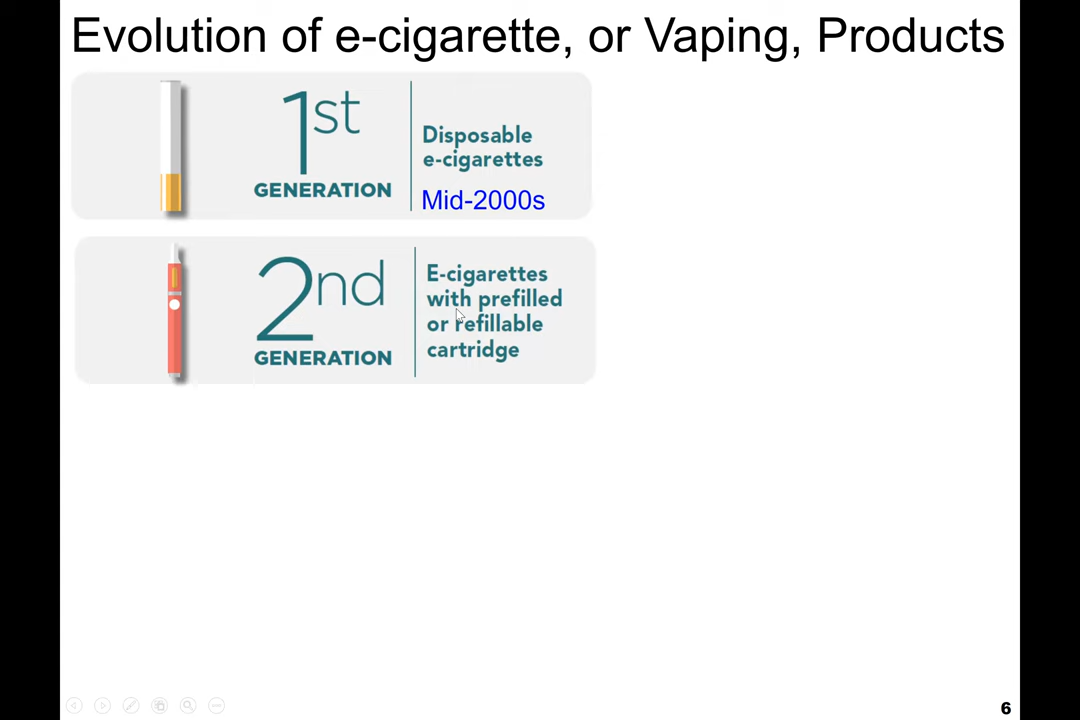 Evolution of e-cigarette, or Vaping, Products
1st
GENERATION
Disposable
e-cigarettes
Mid-2000s
2nd
GENERATION
E-cigarettes
with prefilled
or refillable
cartridge
6